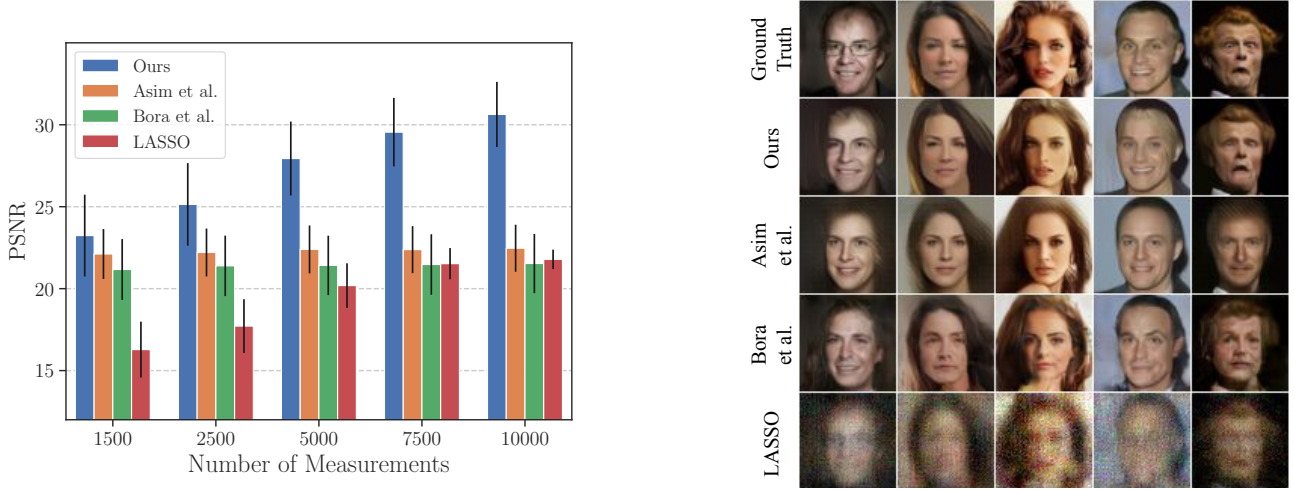 Ours
Asim et al.
Bora et al.
LASSO
30
25
20
15
PSNR
1500 2500 5000 7500 10000
Number of Measurements
Ground
Truth
Ours
Asim
et al.
Bora
et al.
LASSO